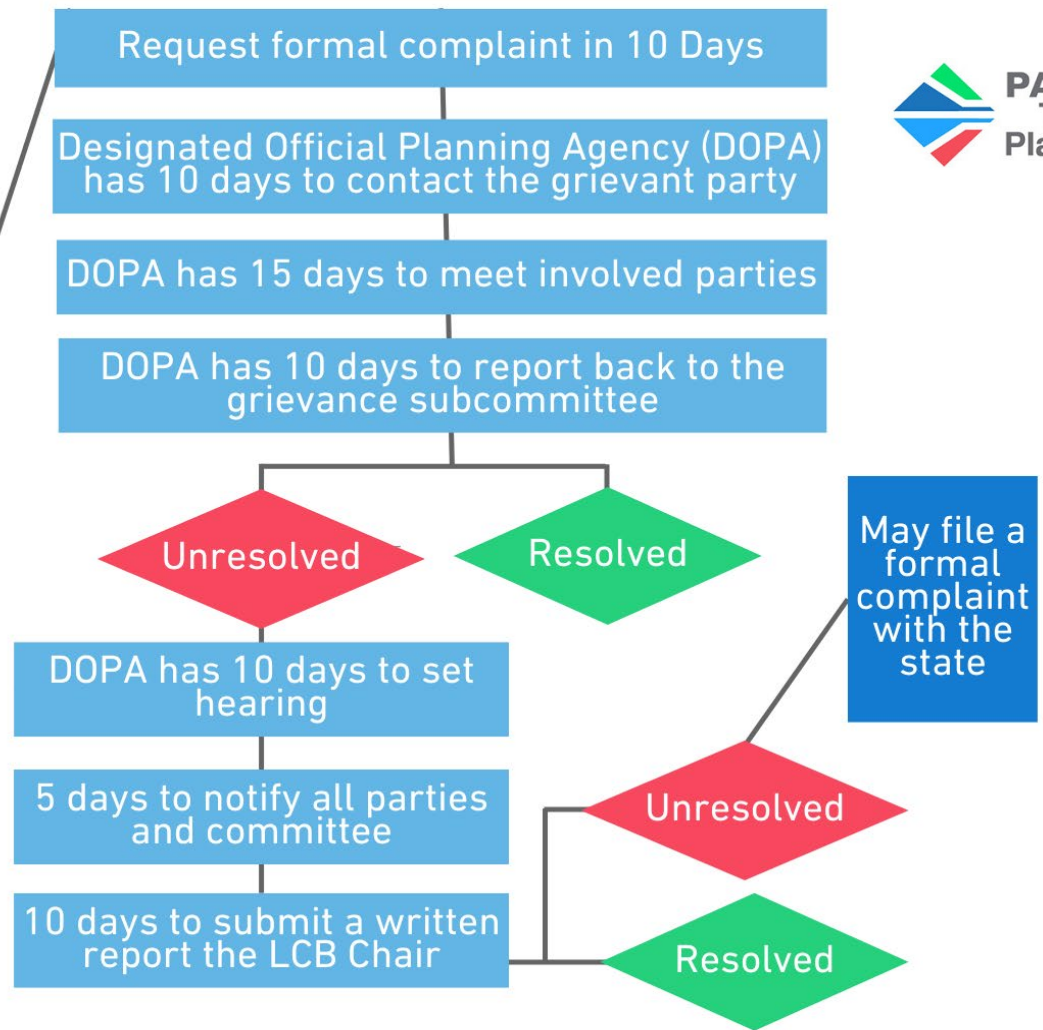 Request formal complaint in 10 Days
Designated Official Planning Agency (DOPA)
has 10 days to contact the grievant party
DOPA has 15 days to meet involved parties
DOPA has 10 days to report back to the
grievance subcommittee
Unresolved
Resolved
DOPA has 10 days to set
hearing
5 days to notify all parties
and committee
10 days to submit a written
report the LCB Chair
Unresolved
Resolved
May file a
formal
complaint
with the
state